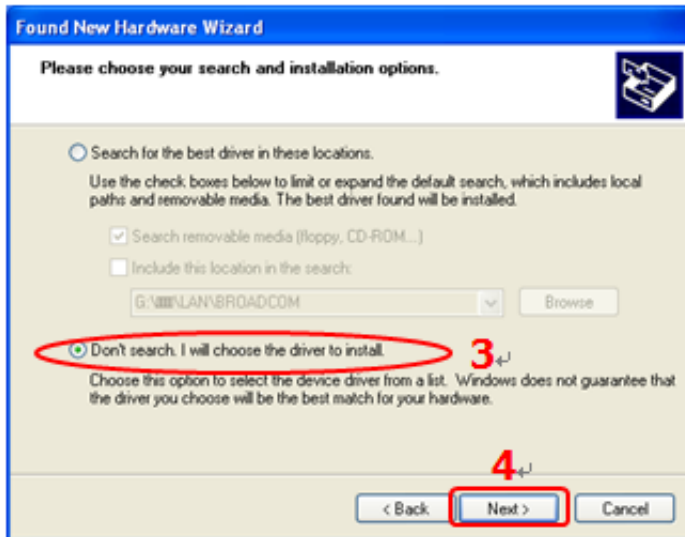 Found New Hardware Wizard
Please choose your search and installation options.
Search for the best driver in these locations.
Use the check boxes below to limit or expand the default search, which includes local
paths and removable media. The best driver found will be installed.
Search removable media (floppy, CD-ROM...)
Include this location in the search:
\LAN\BROADCOM
Browse
Don't search. I will choose the driver to install.
3
Choose this option to select the device driver from a list. Windows does not guarantee that
the driver you choose will be the best match for your hardware.
4
< Back
Next >
Cancel